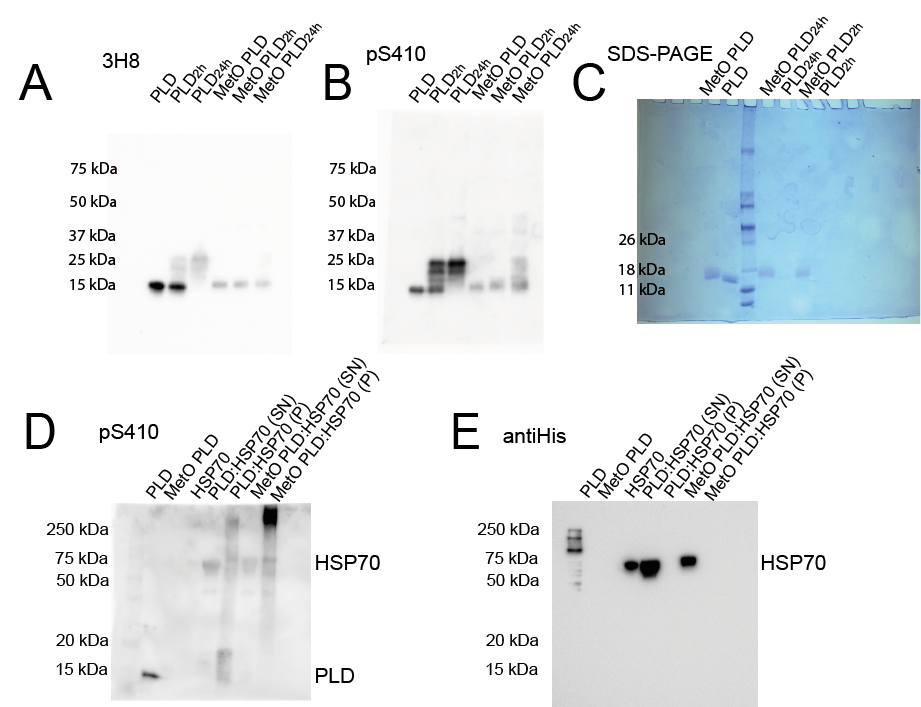 A
3H8
PLD
PLD2h
PLD24h
MetO PLD
MetO PLD2h
MetO PLD24h
75 kDa
50 kDa
37 kDa
25 kDa
15 kDa
B
pS410
PLD
PLD2h
PLD24h
MetO PLD
MetO PLD2h
MetO PLD24h
75 kDa
50 kDa
37 kDa
25 kDa
15 kDa
C
SDS-PAGE
MetO PLD
PLD
MetO PLD24h
PLD24h
MetO PLD2h
PLD2h
26 kDa
18 kDa
11 kDa
D
pS410
PLD
MetO PLD
HSP70
PLD:HSP70 (SN)
PLD:HSP70 (P)
MetO PLD:HSP70 (SN)
MetO PLD:HSP70 (P)
250 kDa
75 kDa
50 kDa
20 kDa
15 kDa
HSP70
PLD
E
antiHis
PLD
MetO PLD
HSP70
PLD:HSP70 (SN)
PLD:HSP70 (P)
MetO PLD:HSP70 (SN)
MetO PLD:HSP70 (P)
250 kDa
75 kDa
50 kDa
20 kDa
15 kDa
HSP70